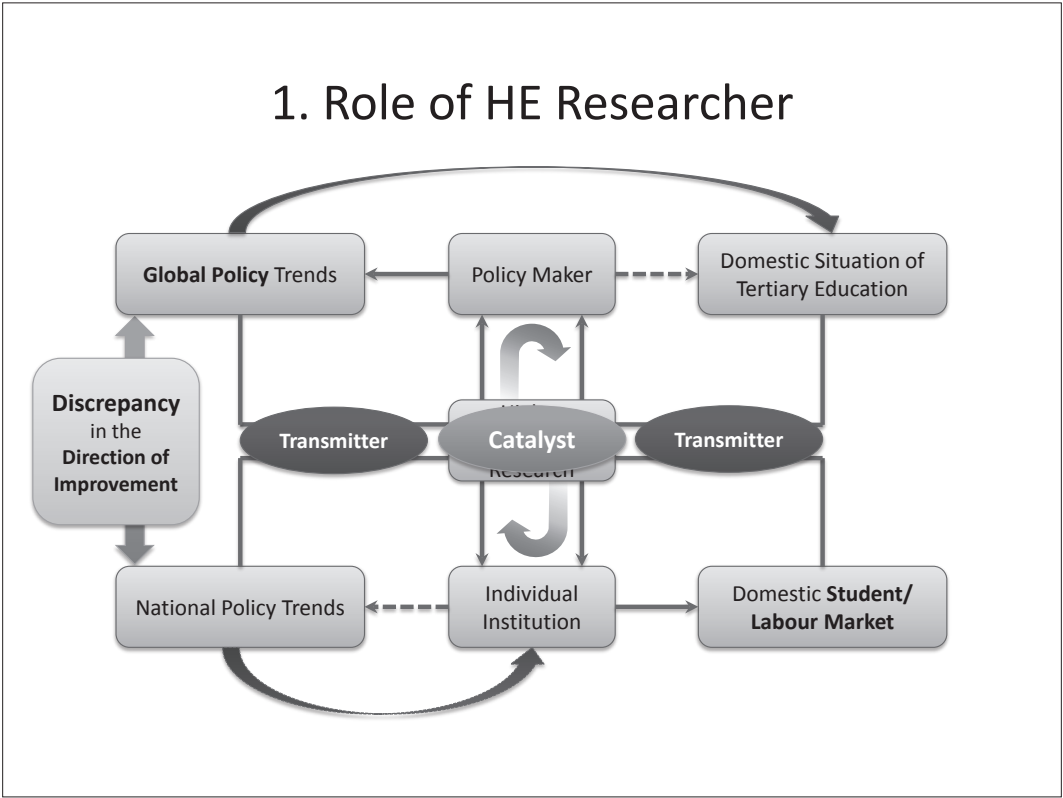 1. Role of HE Researcher
Global Policy Trends
Policy Maker
Domestic Situation of
Tertiary Education
Discrepancy
in the
Direction of
Improvement
Transmitter
Catalyst
Transmitter
Research
National Policy Trends
Individual
Institution
Domestic Student/
Labour Market